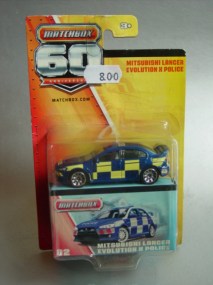 MATCHBOX
60
ANNIVERSARY
MATCHBOX.COM
8.00
MITSUBISHI LANCER
EVOLUTION X POLICE
MATCHBOX
MITSUBISHI LANCER
EVOLUTION X POLICE